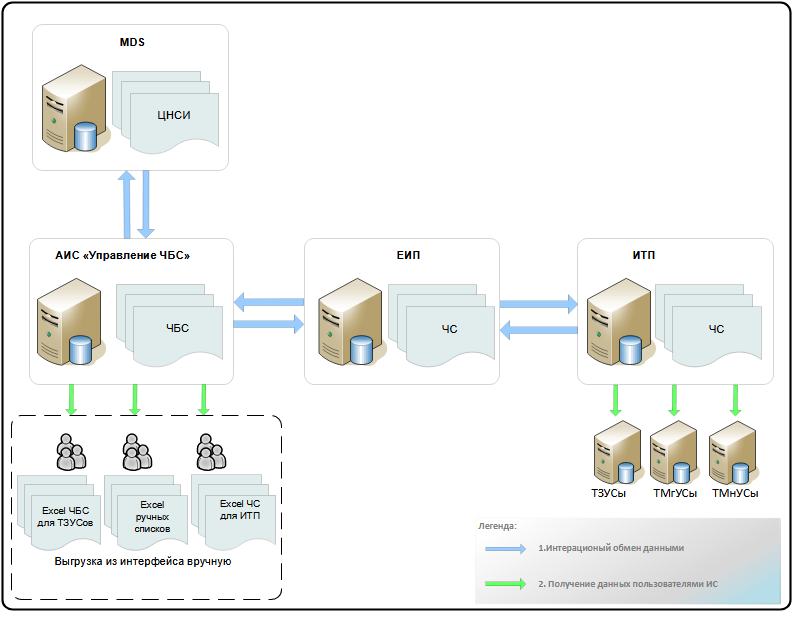 MDS
ЦНСИ
АИС «Управление ЧБС»
ЧБС
ЕИП
ЧС
ИТП
ЧС
Excel ЧБС
для ТЗУСов
Excel
ручных
списков
Excel ЧС
для ИТП
Выгрузка из интерфейса вручную
ТЗУСы
ТМгУСы
ТМнУСы
Легенда:
1.Интерационый обмен данными
2. Получение данных пользователями ИС